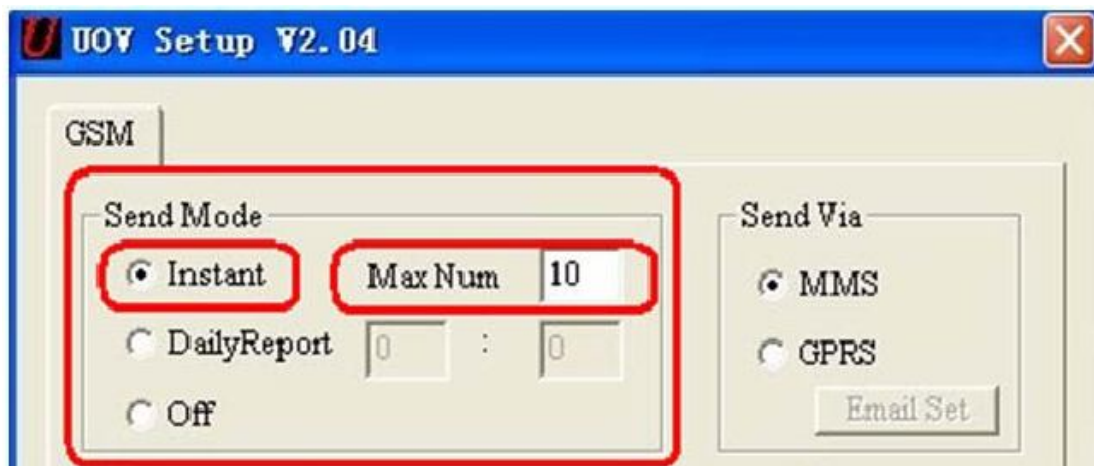 UOV Setup V2.04
GSM
Send Mode
Instant Max Num 10
DailyReport 0 : 0
Off
Send Via
MMS
GPRS
Email Set